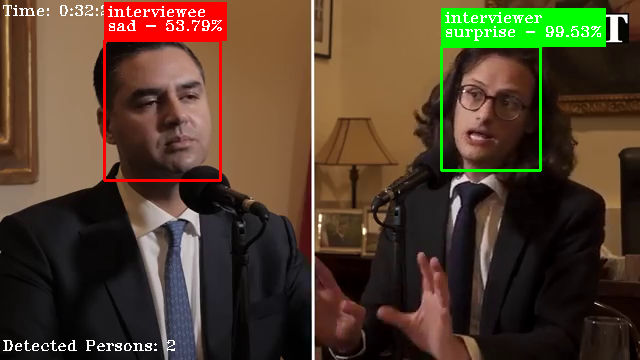 Time: 0:32:
interviewee
sad - 53.79%
interviewer
surprise - 99.53%
T
Detected Persons: 2